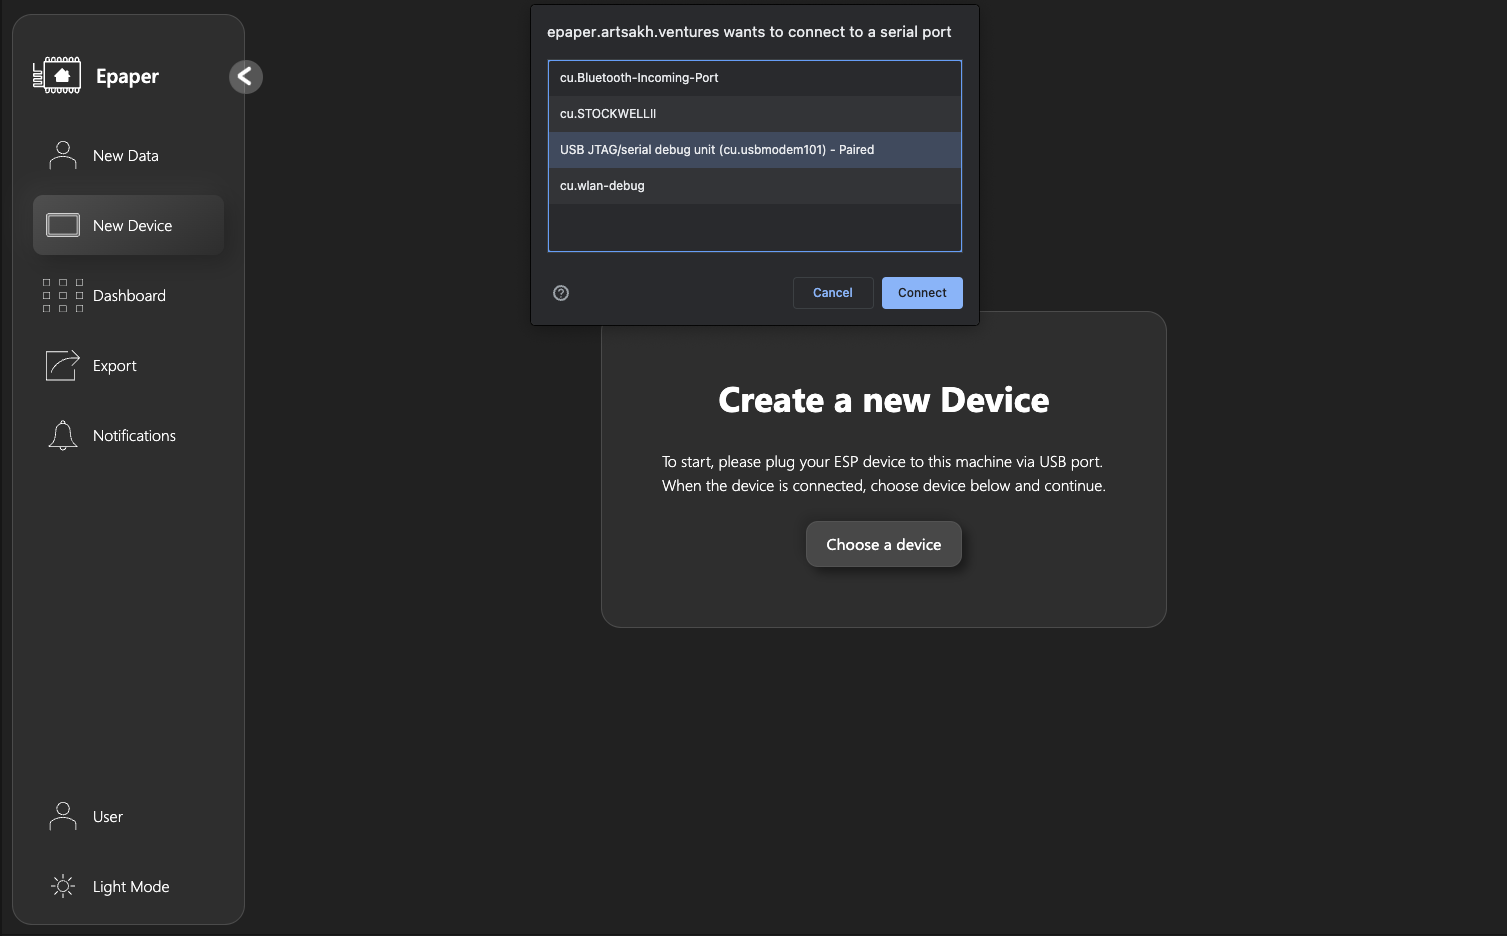 epaper.artsakh.ventures wants to connect to a serial port
cu.Bluetooth-Incoming-Port
cu.STOCKWELLII
USB JTAG/serial debug unit (cu.usbmodem101) - Paired
cu.wlan-debug
Cancel
Connect
Epaper
New Data
New Device
Dashboard
Export
Notifications
User
Light Mode
Create a new Device
To start, please plug your ESP device to this machine via USB port.
When the device is connected, choose device below and continue.
Choose a device